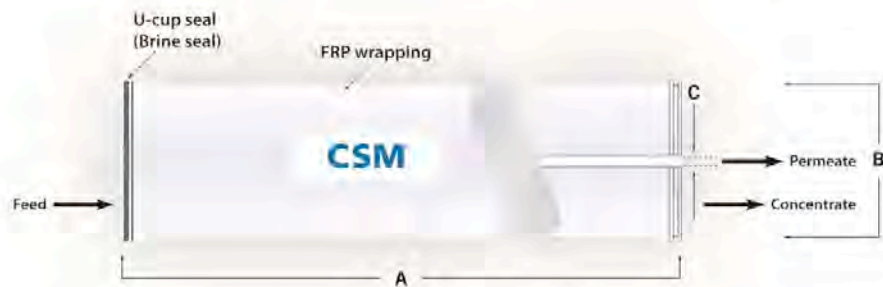 U-cup seal
(Brine seal)
FRP wrapping
C
CSM
Permeate
B
Feed
Concentrate
A